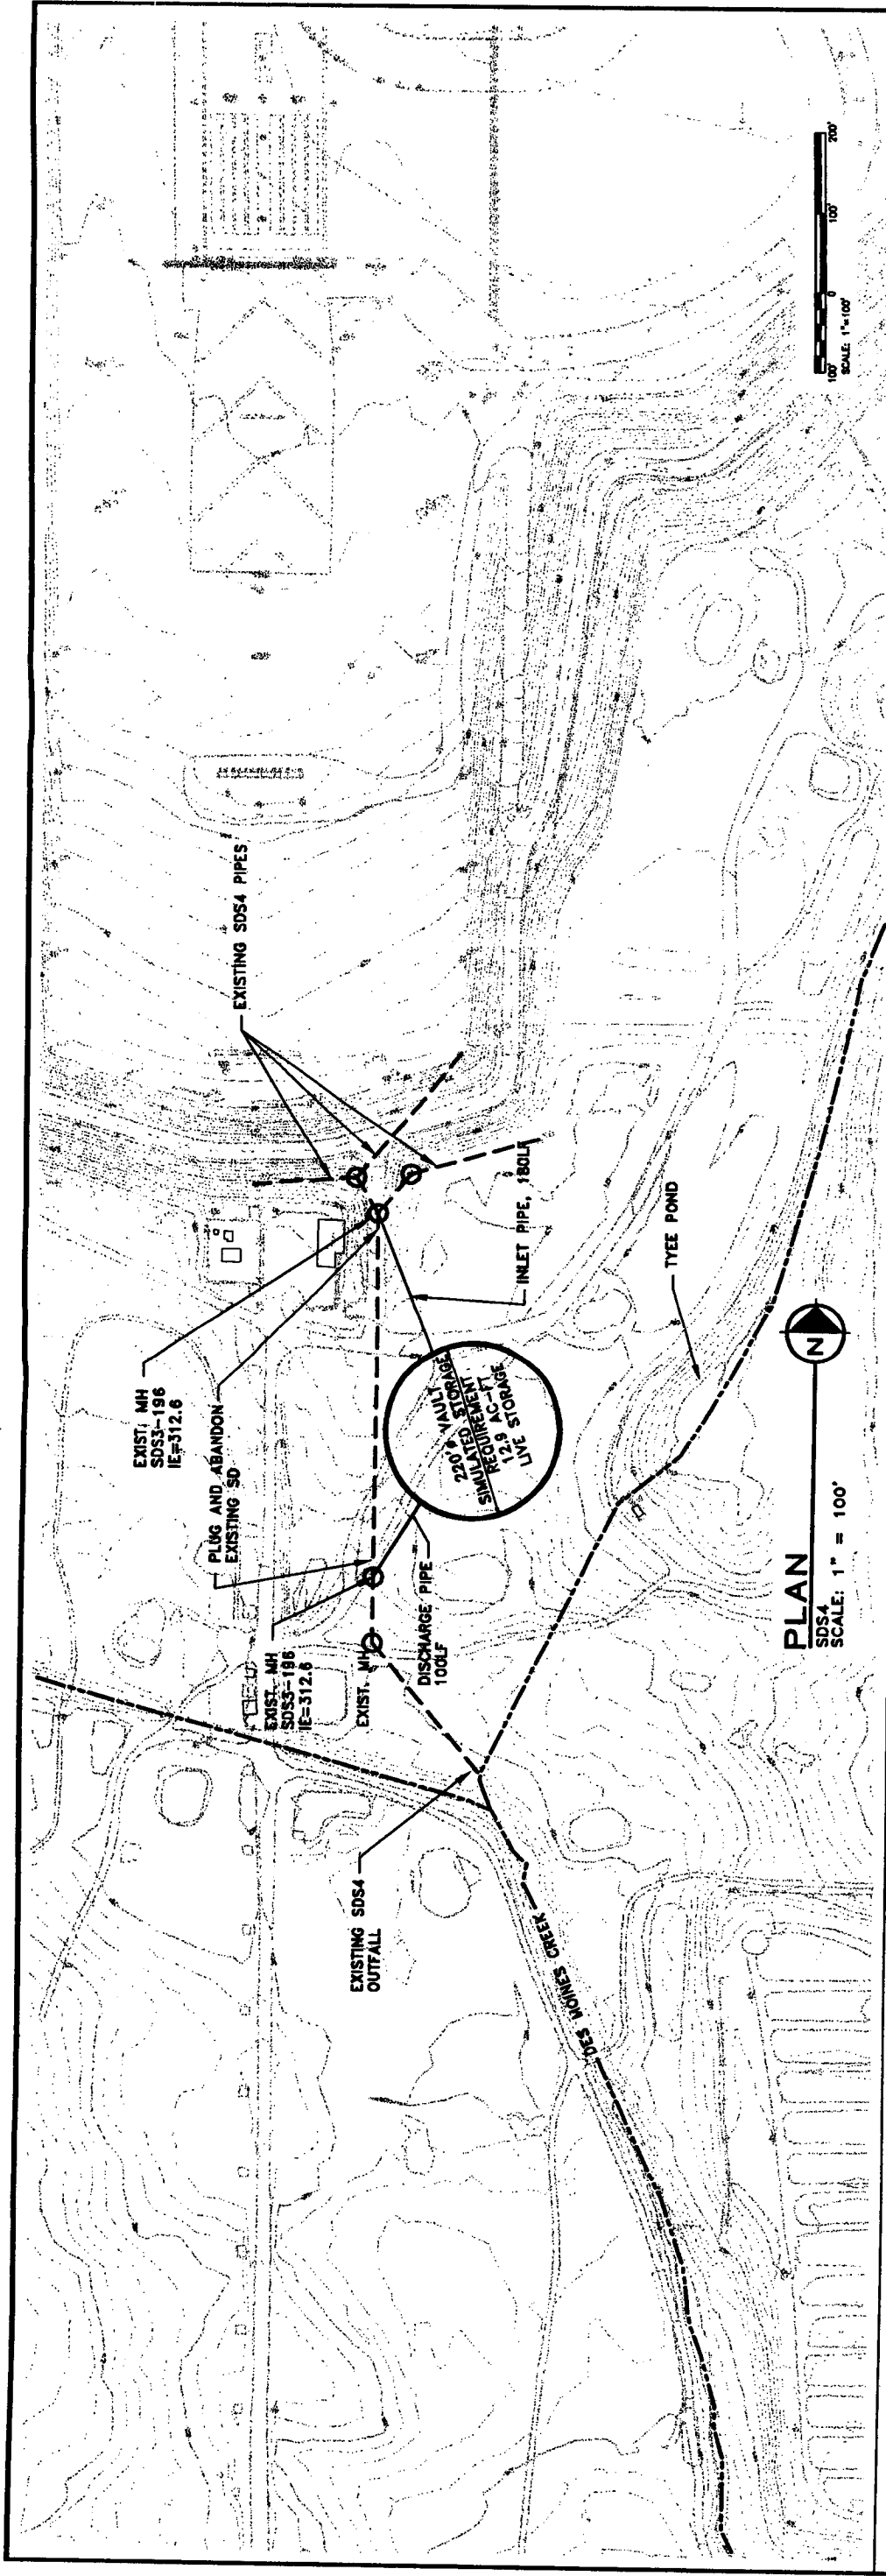 EXISTING SDS4 PIPES
EXIST. MH
SDS3-196
IE=312.6
PLUG AND ABANDON
EXISTING SD
EXIST. MH
SDS3-196
IE=312.6
EXIST. MH
DISCHARGE PIPE
100LF
INLET PIPE, 180LF
220' Ø VAULT
SIMULATED STORAGE
REQUIREMENT
12.9 AC-FT
LIVE STORAGE
TYEE POND
EXISTING SDS4
OUTFALL
DES MOINES CREEK
N
PLAN
SDS4
SCALE: 1" = 100'
100' 0 100' 200'
SCALE: 1"=100'